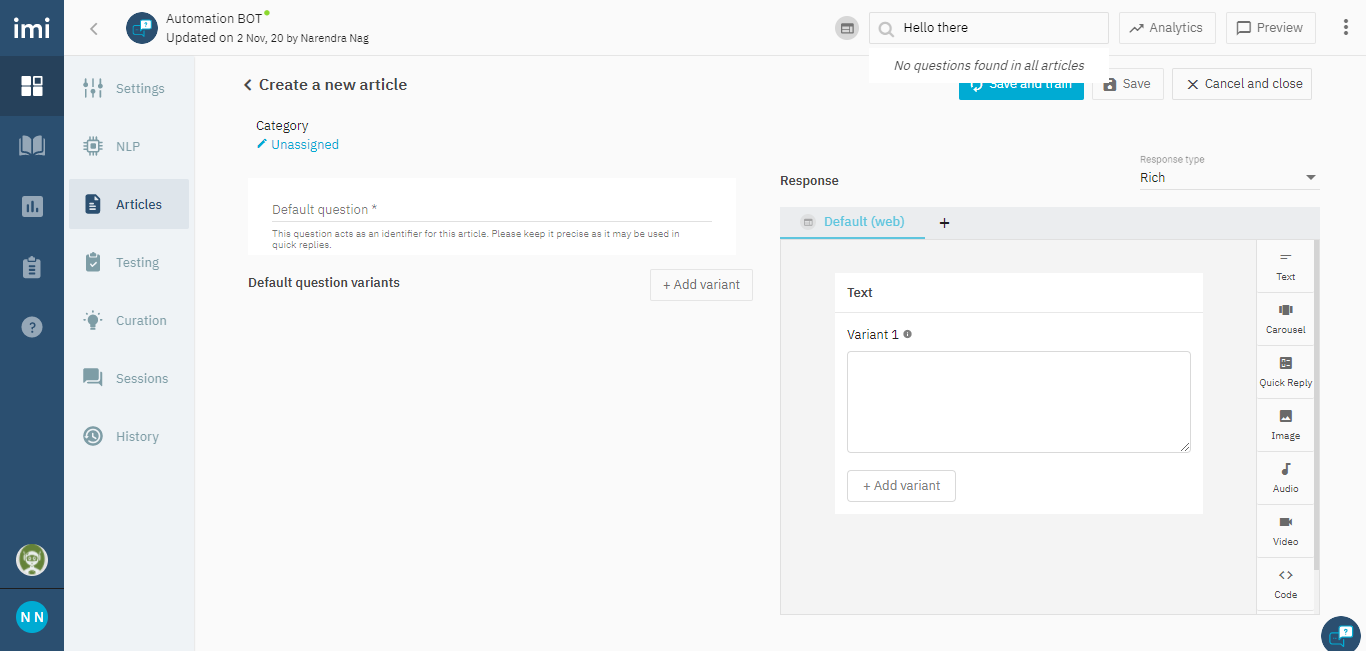 imi
Automation BOT
Updated on 2 Nov, 20 by Narendra Nag
Hello there
Analytics
Preview
No questions found in all articles
Settings
NLP
Articles
Testing
Curation
Sessions
History
Create a new article
Save and train
Save
Cancel and close
Category
Unassigned
Default question *
This question acts as an identifier for this article. Please keep it precise as it may be used in
quick replies.
Default question variants
+ Add variant
Response
Response type
Rich
Default (web)
+
Text
Variant 1
+ Add variant
Text
Carousel
Quick Reply
Image
Audio
Video
Code
N N